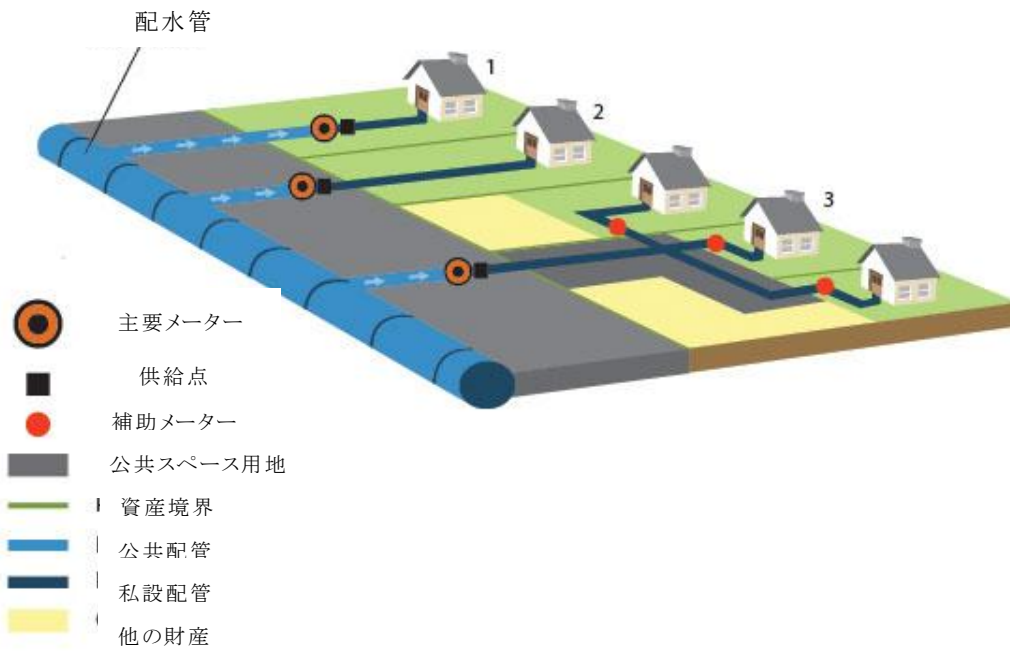 配水管
1
2
3
主要メーター
供給点
補助メーター
公共スペース用地
資産境界
公共配管
私設配管
他の財産